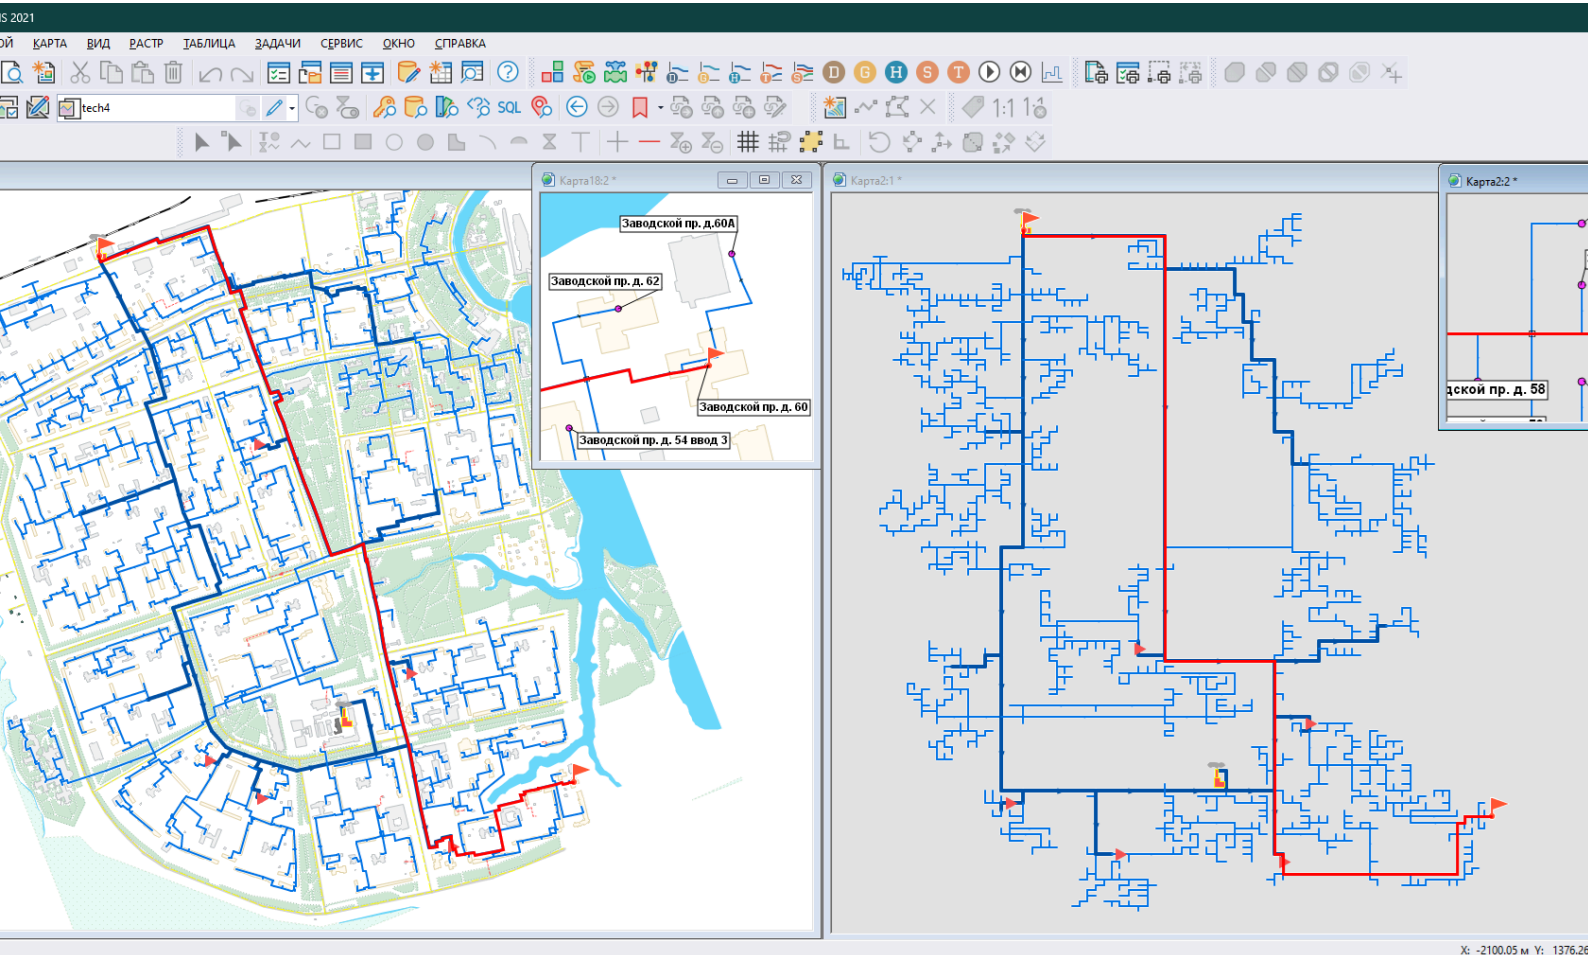 IS 2021
ОЙ КАРТА ВИД РАСТР ТАБЛИЦА ЗАДАЧИ СЕРВИС ОКНО СПРАВКА
D G H S T
tech4
SQL
1:1
Карта18:2 *
Карта2:1 *
Карта2:2 *
Заводской пр. д.60А
Заводской пр. д. 62
Заводской пр. д. 60
Заводской пр. д. 54 ввод 3
дской пр. д. 58
X: -2100.05 м Y: 1376.26